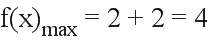 f(x)max = 2 + 2 = 4